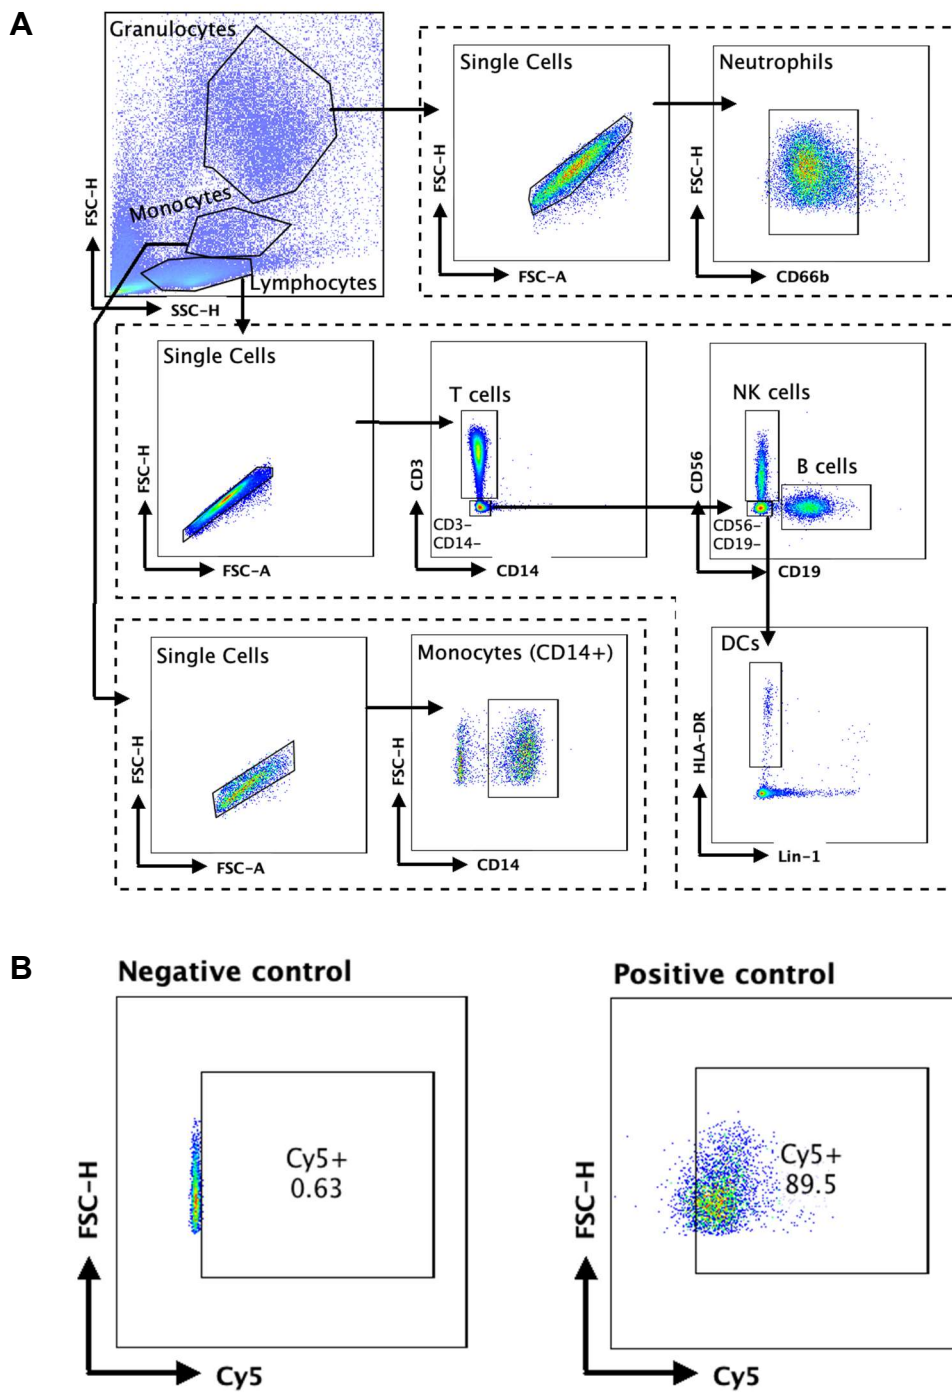 A
Granulocytes
Monocytes
Lymphocytes
FSC-H
SSC-H
Single Cells
FSC-H
FSC-A
Neutrophils
FSC-H
CD66b
Single Cells
FSC-H
FSC-A
T cells
CD3
CD3-
CD14-
CD14
NK cells
B cells
CD56
CD56-
CD19-
CD19
Single Cells
FSC-H
FSC-A
Monocytes (CD14+)
FSC-H
CD14
DCs
HLA-DR
Lin-1
B
Negative control
Cy5+
0.63
FSC-H
Cy5
Positive control
Cy5+
89.5
FSC-H
Cy5